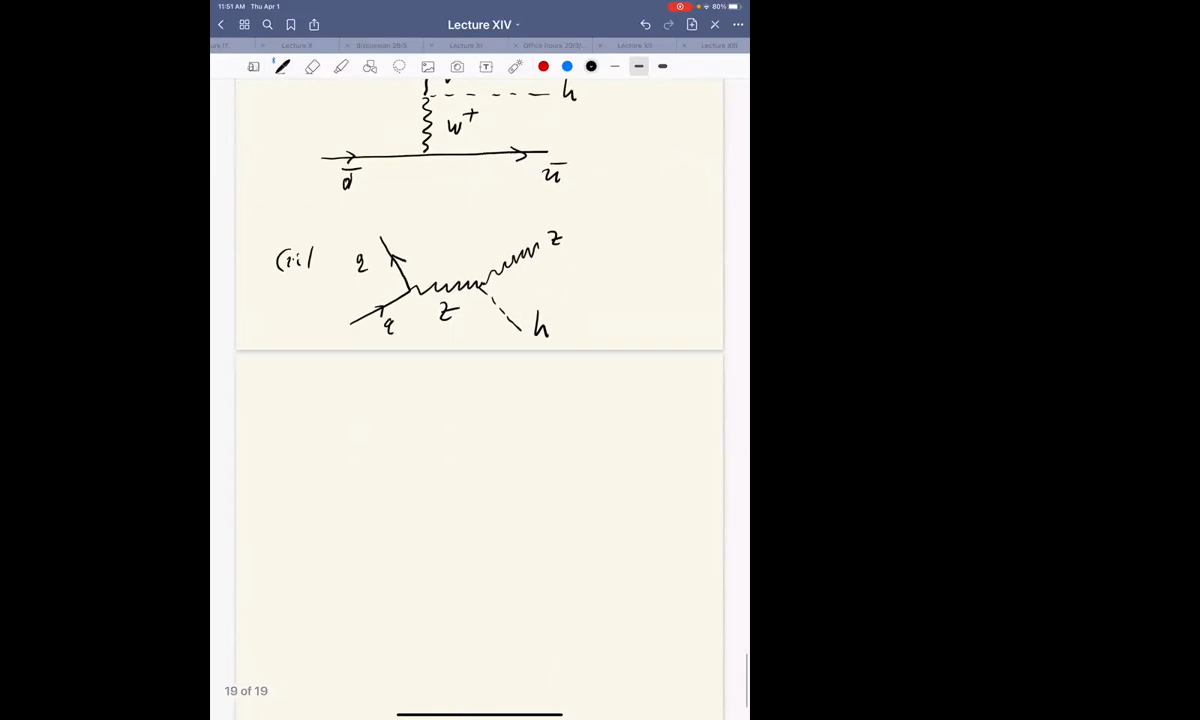 11:51 AM Thu Apr 1
80%
Lecture XIV
Lecture X
discussion 26/3
Lecture XI
Office hours 29/3/...
Lecture XII
Lecture XIII
h
W+
d̅
u̅
q
Z
q
Z
h
19 of 19